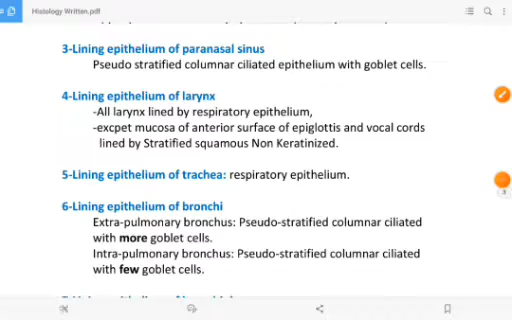 Histology Written.pdf
3-Lining epithelium of paranasal sinus
Pseudo stratified columnar ciliated epithelium with goblet cells.
4-Lining epithelium of larynx
-All larynx lined by respiratory epithelium,
-excpet mucosa of anterior surface of epiglottis and vocal cords
lined by Stratified squamous Non Keratinized.
5-Lining epithelium of trachea: respiratory epithelium.
6-Lining epithelium of bronchi
Extra-pulmonary bronchus: Pseudo-stratified columnar ciliated
with more goblet cells.
Intra-pulmonary bronchus: Pseudo-stratified columnar ciliated
with few goblet cells.